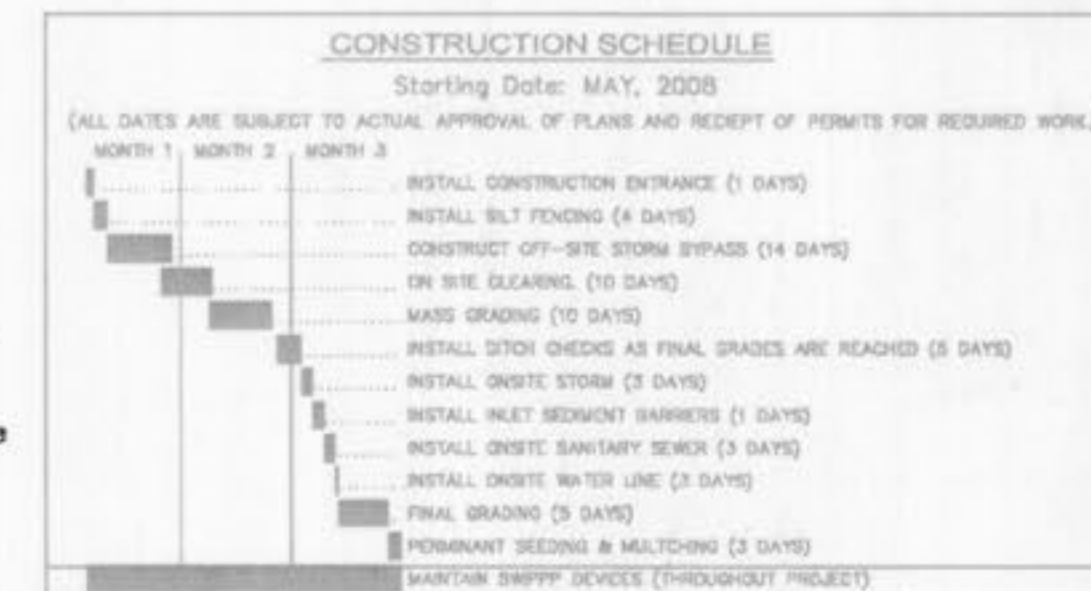 CONSTRUCTION SCHEDULE
Starting Date: MAY, 2008
(ALL DATES ARE SUBJECT TO ACTUAL APPROVAL OF PLANS AND RECIEPT OF PERMITS FOR REQUIRED WORK.
MONTH 1 MONTH 2 MONTH 3
INSTALL CONSTRUCTION ENTRANCE (1 DAYS)
INSTALL SILT FENCING (4 DAYS)
CONSTRUCT OFF-SITE STORM BYPASS (14 DAYS)
ON SITE CLEARING. (10 DAYS)
MASS GRADING (10 DAYS)
INSTALL DITCH CHECKS AS FINAL GRADES ARE REACHED (5 DAYS)
INSTALL ONSITE STORM (3 DAYS)
INSTALL INLET SEDIMENT BARRIERS (1 DAYS)
INSTALL ONSITE SANITARY SEWER (3 DAYS)
INSTALL ONSITE WATER LINE (3 DAYS)
FINAL GRADING (5 DAYS)
PERMINANT SEEDING & MULTCHING (3 DAYS)
MAINTAIN SWPPP DEVICES (THROUGHOUT PROJECT)